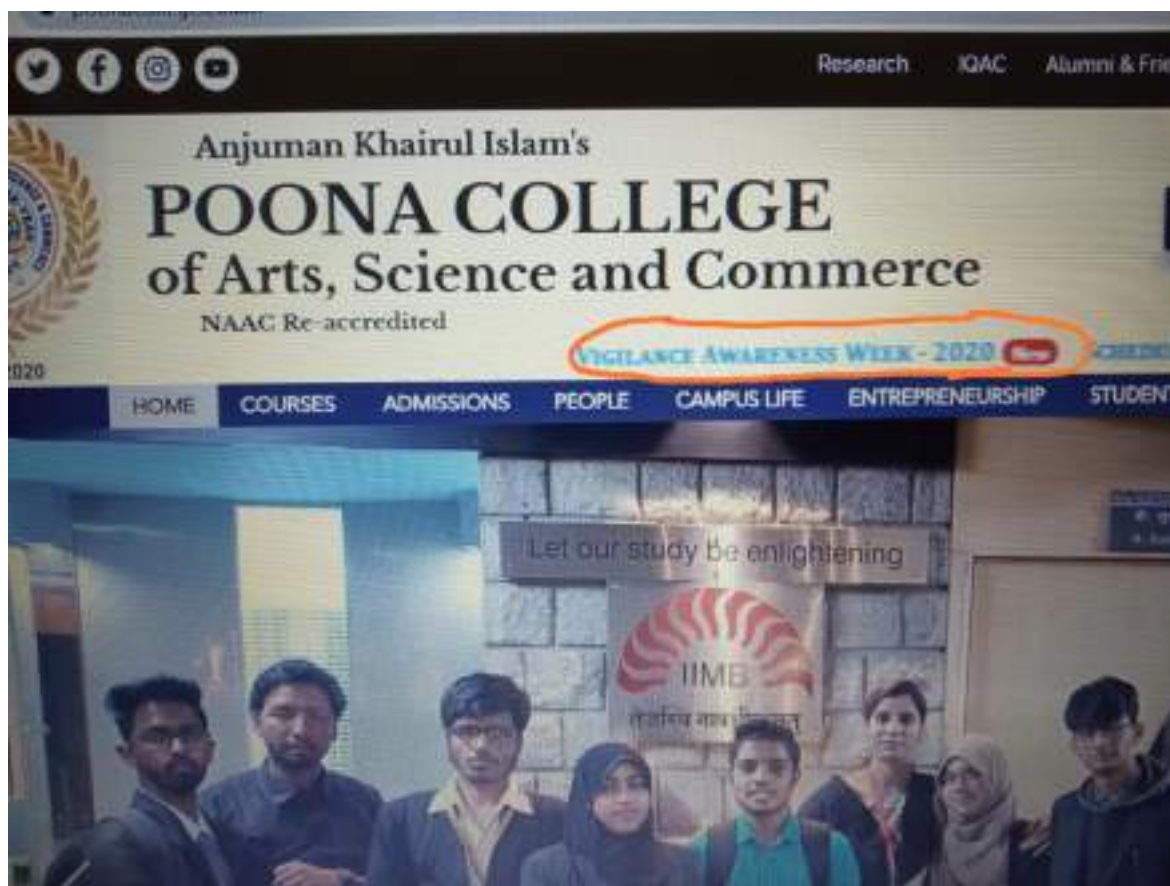 Research IQAC Alumni & Frie
Anjuman Khairul Islam's
POONA COLLEGE
of Arts, Science and Commerce
NAAC Re-accredited
VIGILANCE AWARENESS WEEK - 2020
2020
HOME COURSES ADMISSIONS PEOPLE CAMPUS LIFE ENTREPRENEURSHIP STUDEN
Let our study be enlightening
IIMB